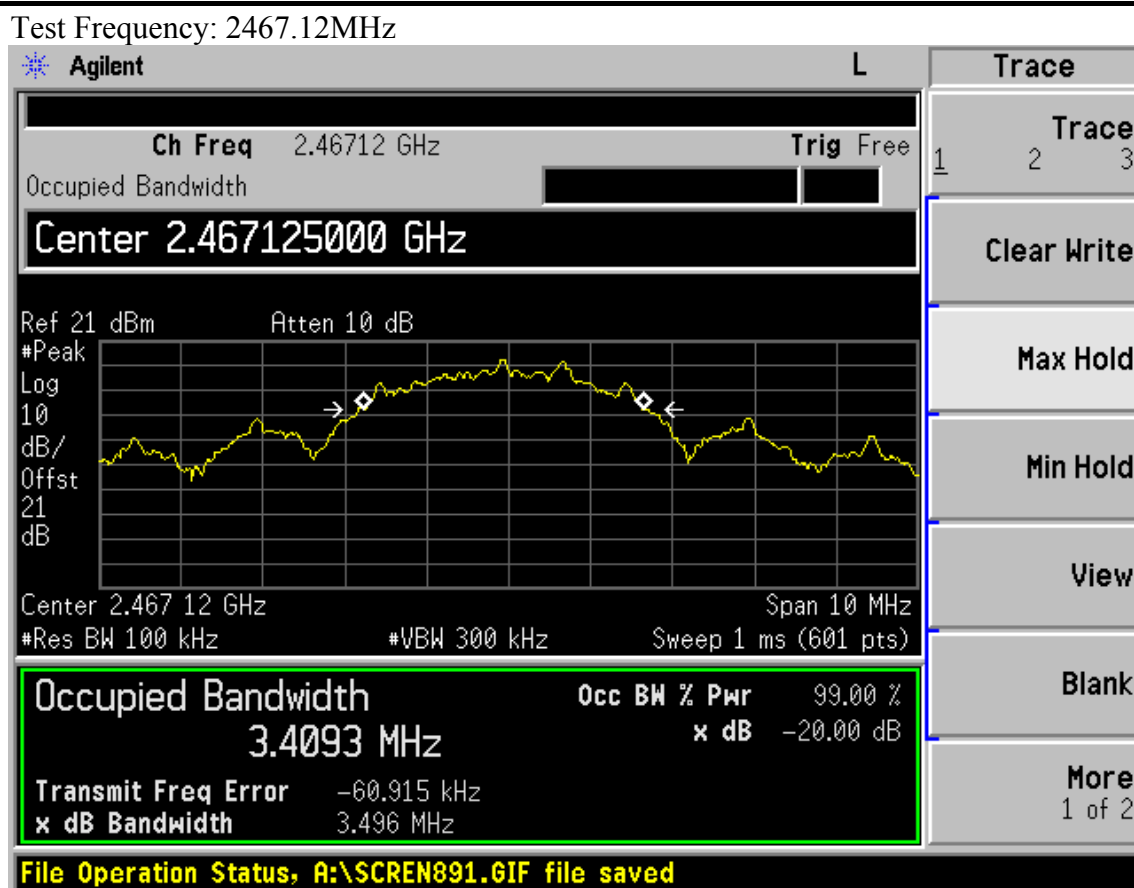 Test Frequency: 2467.12MHz
Agilent L Trace
Ch Freq 2.46712 GHz Trig Free
Occupied Bandwidth
Center 2.467125000 GHz
Ref 21 dBm Atten 10 dB
#Peak
Log
10
dB/
Offst
21
dB
Center 2.467 12 GHz Span 10 MHz
#Res BW 100 kHz #VBW 300 kHz Sweep 1 ms (601 pts)
Occupied Bandwidth Occ BW % Pwr 99.00 %
3.4093 MHz x dB -20.00 dB
Transmit Freq Error -60.915 kHz
x dB Bandwidth 3.496 MHz
File Operation Status, A:\SCREN891.GIF file saved
Trace
1 2 3
Clear Write
Max Hold
Min Hold
View
Blank
More
1 of 2